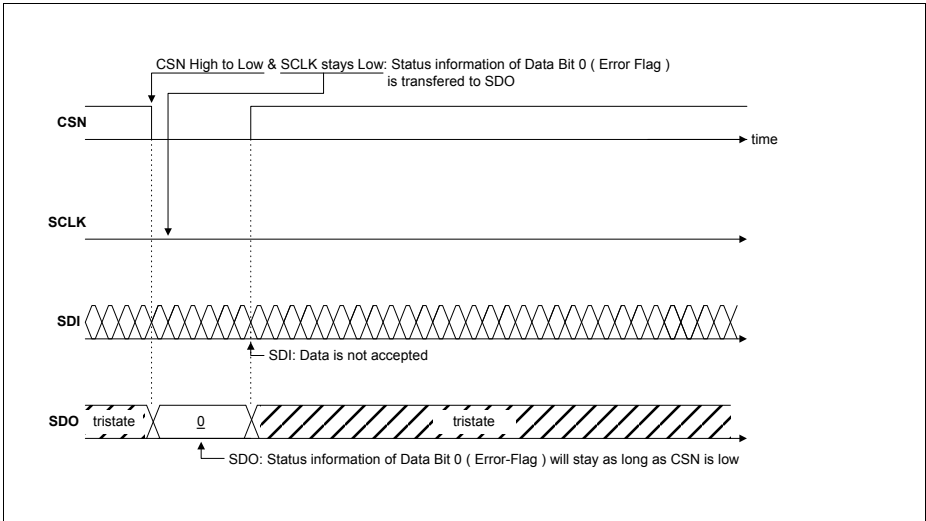 CSN High to Low & SCLK stays Low: Status information of Data Bit 0 ( Error Flag )
is transfered to SDO
CSN
time
SCLK
SDI
SDI: Data is not accepted
SDO tristate 0 tristate
SDO: Status information of Data Bit 0 ( Error-Flag ) will stay as long as CSN is low